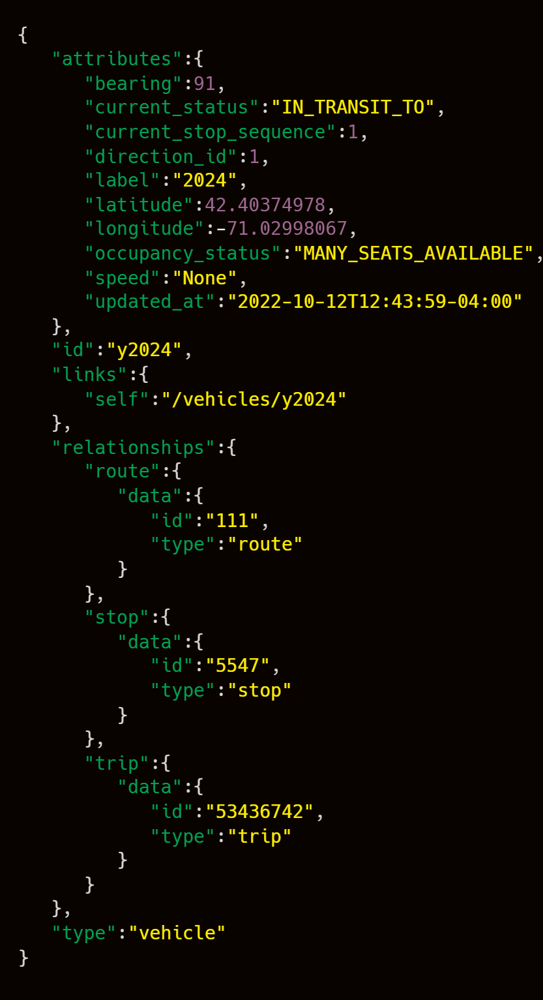 {
   "attributes":{
      "bearing":91,
      "current_status":"IN_TRANSIT_TO",
      "current_stop_sequence":1,
      "direction_id":1,
      "label":"2024",
      "latitude":42.40374978,
      "longitude":-71.02998067,
      "occupancy_status":"MANY_SEATS_AVAILABLE",
      "speed":"None",
      "updated_at":"2022-10-12T12:43:59-04:00"
   },
   "id":"y2024",
   "links":{
      "self":"/vehicles/y2024"
   },
   "relationships":{
      "route":{
         "data":{
            "id":"111",
            "type":"route"
         }
      },
      "stop":{
         "data":{
            "id":"5547",
            "type":"stop"
         }
      },
      "trip":{
         "data":{
            "id":"53436742",
            "type":"trip"
         }
      }
   },
   "type":"vehicle"
}